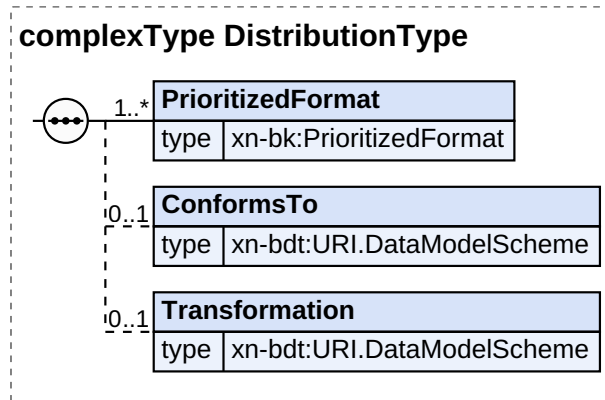 complexType DistributionType
1..* PrioritizedFormat
type xn-bk:PrioritizedFormat
0..1 ConformsTo
type xn-bdt:URI.DataModelScheme
0..1 Transformation
type xn-bdt:URI.DataModelScheme